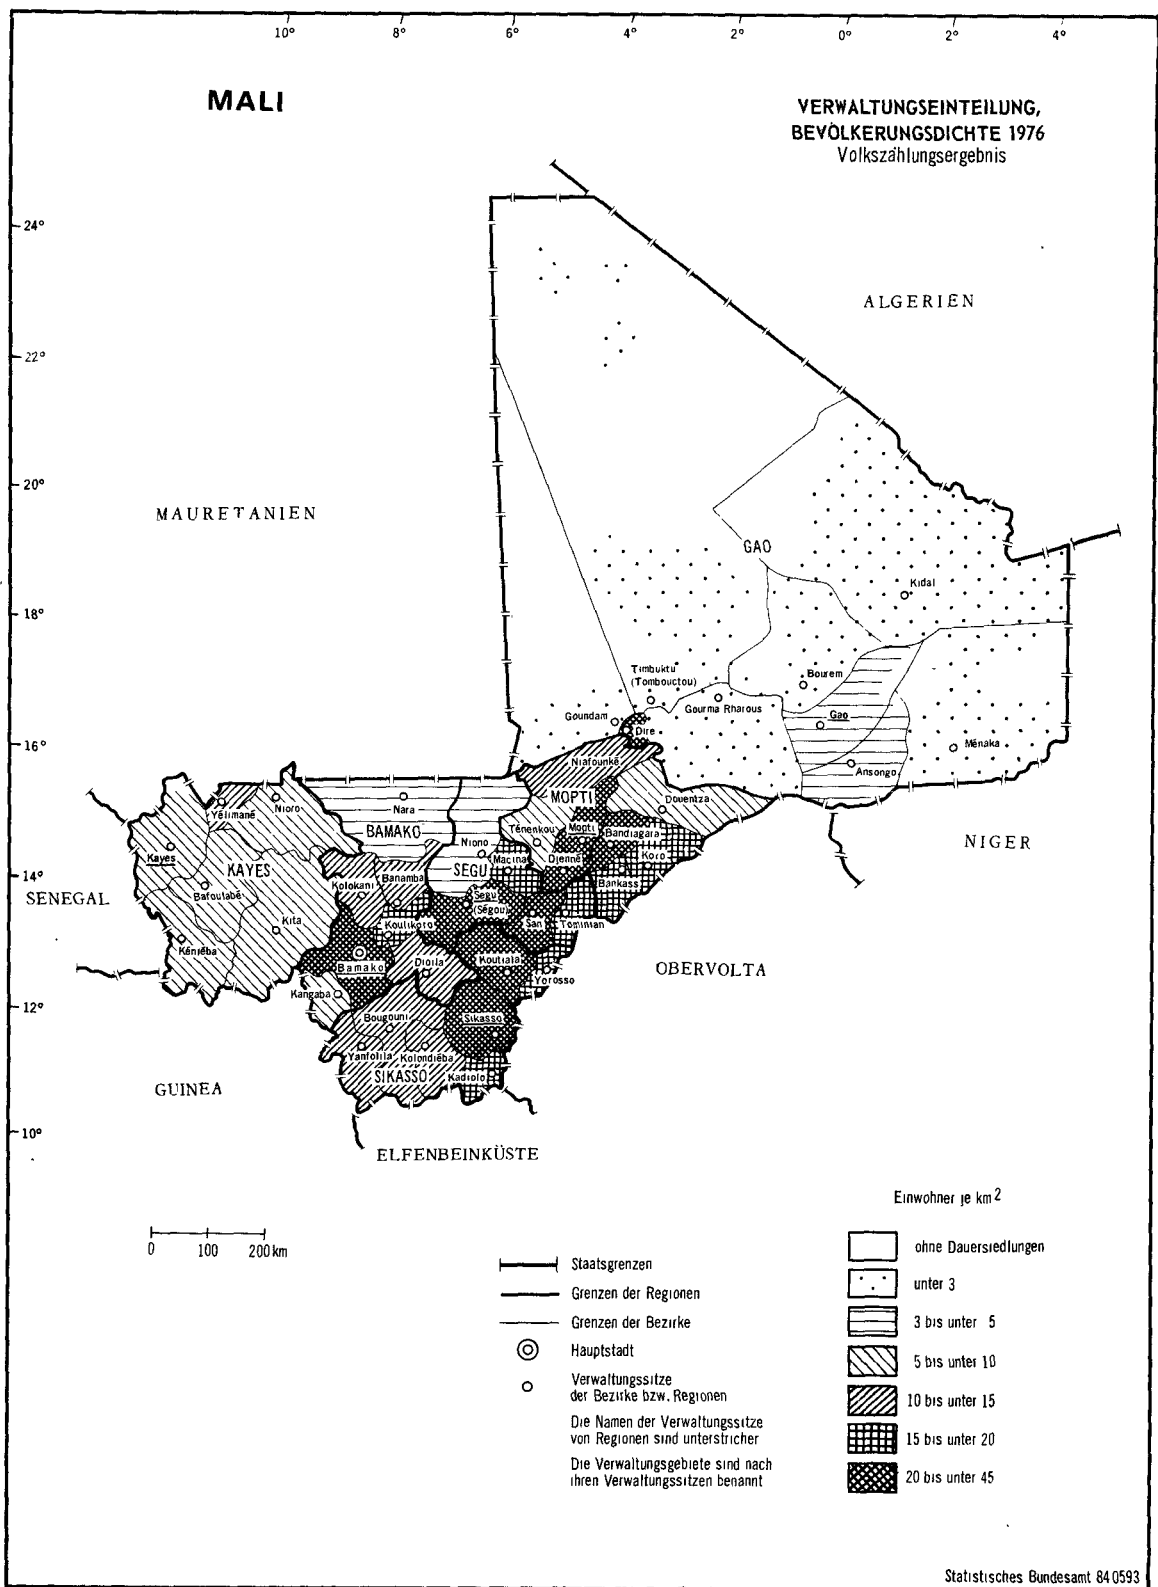 10° 8° 6° 4° 2° 0° 2° 4°
MALI
VERWALTUNGSEINTEILUNG,
BEVÖLKERUNGSDICHTE 1976
Volkszählungsergebnis
24°
ALGERIEN
22°
20°
MAURETANIEN
GAO
Kidal
18°
Timbuktu
(Tombouctou)
Bourem
Gourma Rharous
Goundam
Gao
Diré
16°
Ménaka
Niafounké
Ansongo
MOPTI
Douentza
Nioro
Yélimané
Nara
BAMAKO
Ténenkou
Mopti
Bandiagara
NIGER
Niono
Kayes
KAYES
SEGU
Macina
Djenné
Koro
14°
Banamba
Bankass
SENEGAL
Bafoulabé
Kolokani
Segu
(Ségou)
Kita
Koulikoro
San
Tominian
Kéniéba
Koutiala
Bamako
Dioila
OBERVOLTA
Yorosso
Kangaba
12°
Bougouni
Sikasso
Yanfolila
Kolondiéba
SIKASSO
Kadiolo
GUINEA
10°
ELFENBEINKÜSTE
0 100 200 km
Staatsgrenzen
Grenzen der Regionen
Grenzen der Bezirke
Hauptstadt
Verwaltungssitze
der Bezirke bzw. Regionen
Die Namen der Verwaltungssitze
von Regionen sind unterstricher
Die Verwaltungsgebiete sind nach
ihren Verwaltungssitzen benannt
Einwohner je km²
ohne Dauersiedlungen
unter 3
3 bis unter 5
5 bis unter 10
10 bis unter 15
15 bis unter 20
20 bis unter 45
Statistisches Bundesamt 84 0593